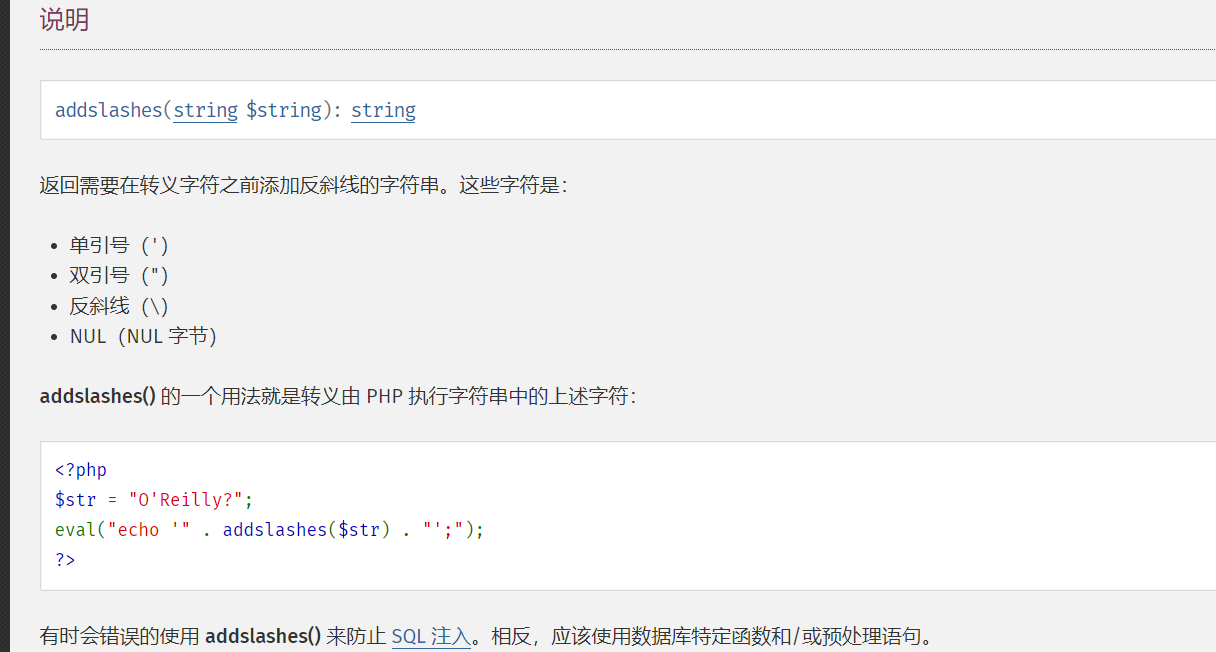 说明
addslashes(string $string): string
返回需要在转义字符之前添加反斜线的字符串。这些字符是：
• 单引号（'）
• 双引号（"）
• 反斜线（\）
• NUL（NUL 字节）
addslashes() 的一个用法就是转义由 PHP 执行字符串中的上述字符：
<?php
$str = "O'Reilly?";
eval("echo '" . addslashes($str) . "';");
?>
有时会错误的使用 addslashes() 来防止 SQL 注入。相反，应该使用数据库特定函数和/或预处理语句。